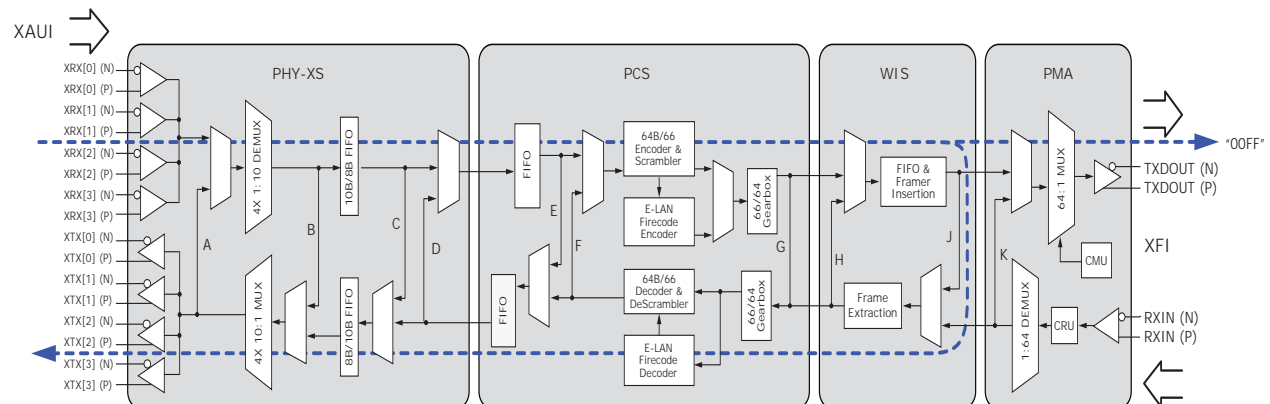 XAUI
PHY-XS
PCS
WIS
PMA
XRX[0] (N)
XRX[0] (P)
XRX[1] (N)
XRX[1] (P)
XRX[2] (N)
XRX[2] (P)
XRX[3] (N)
XRX[3] (P)
XTX[0] (N)
XTX[0] (P)
XTX[1] (N)
XTX[1] (P)
XTX[2] (N)
XTX[2] (P)
XTX[3] (N)
XTX[3] (P)
4X 1:10 DEMUX
10B/8B FIFO
A
B
C
D
4X 10:1 MUX
8B/10B FIFO
FIFO
E
F
64B/66
Encoder &
Scrambler
E-LAN
Firecode
Encoder
66/64
Gearbox
G
FIFO
64B/66
Decoder &
DeScrambler
E-LAN
Firecode
Decoder
66/64
Gearbox
FIFO &
Framer
Insertion
H
J
Frame
Extraction
K
64:1 MUX
CMU
1:64 DEMUX
CRU
"00FF"
TXDOUT (N)
TXDOUT (P)
XFI
RXIN (N)
RXIN (P)